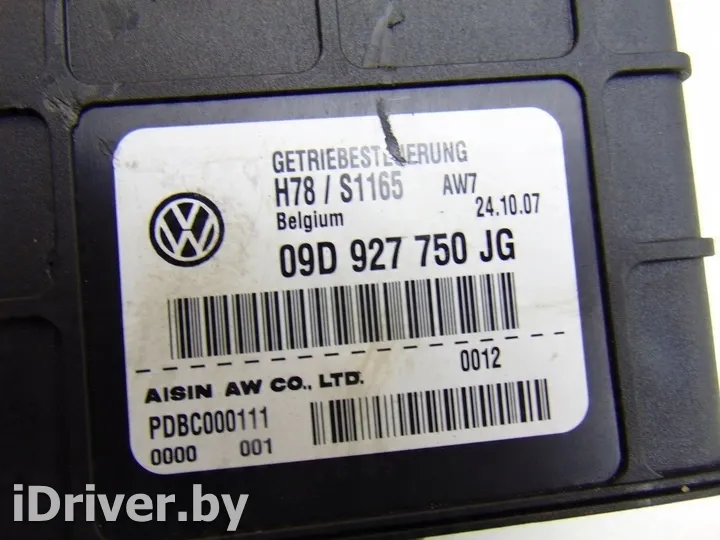 GETRIEBESTEUERUNG
H78 / S1165 AW7
Belgium 24.10.07
09D 927 750 JG
0012
AISIN AW CO., LTD.
PDBC000111
0000 001
iDriver.by